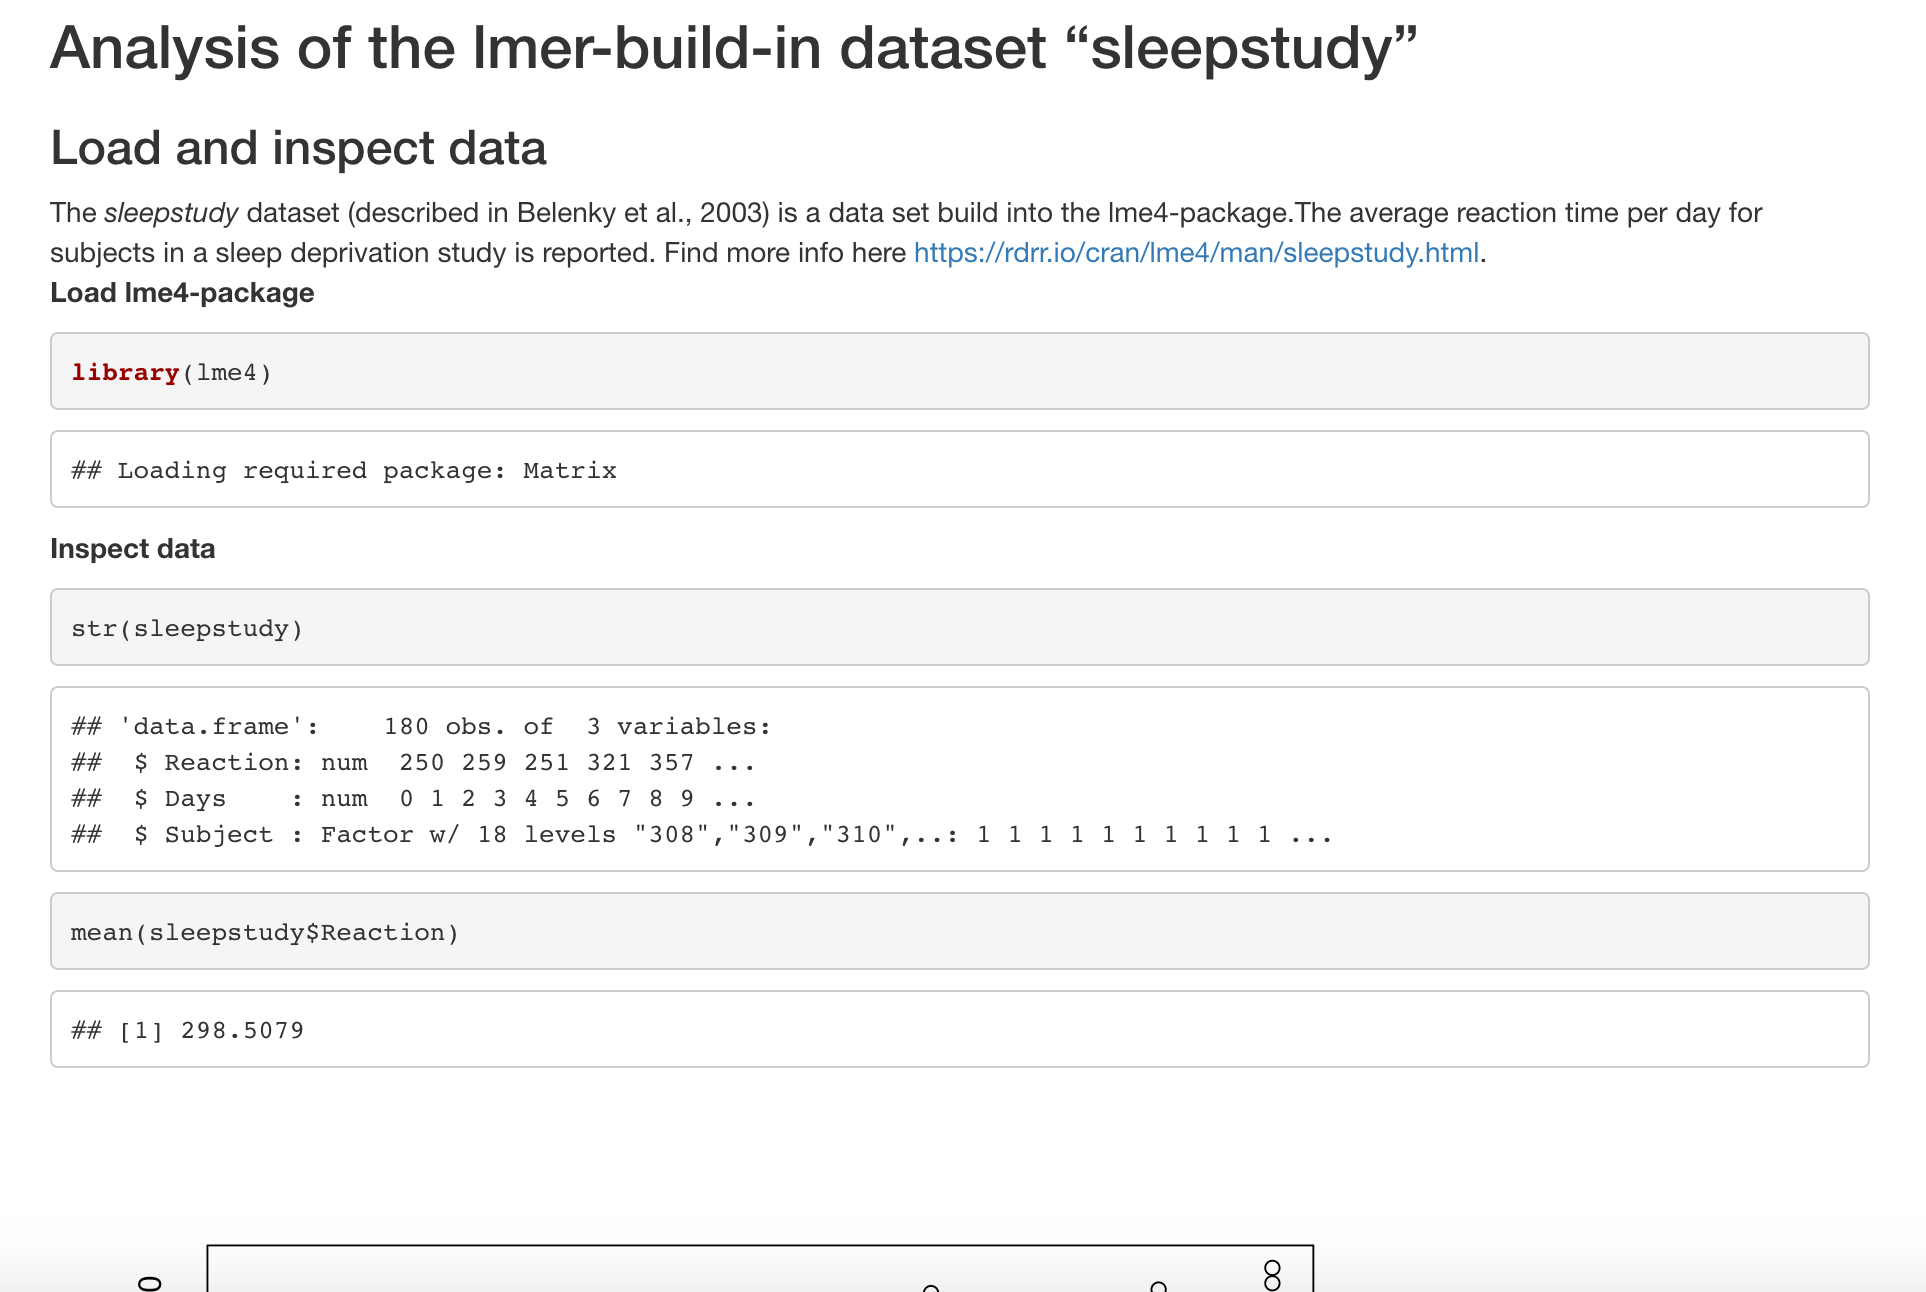 Analysis of the lmer-build-in dataset “sleepstudy”
Load and inspect data
The sleepstudy dataset (described in Belenky et al., 2003) is a data set build into the lme4-package.The average reaction time per day for
subjects in a sleep deprivation study is reported. Find more info here https://rdrr.io/cran/lme4/man/sleepstudy.html.
Load lme4-package
library(lme4)
## Loading required package: Matrix
Inspect data
str(sleepstudy)
## 'data.frame':    180 obs. of  3 variables:
##  $ Reaction: num  250 259 251 321 357 ...
##  $ Days    : num  0 1 2 3 4 5 6 7 8 9 ...
##  $ Subject : Factor w/ 18 levels "308","309","310",..: 1 1 1 1 1 1 1 1 1 1 ...
mean(sleepstudy$Reaction)
## [1] 298.5079